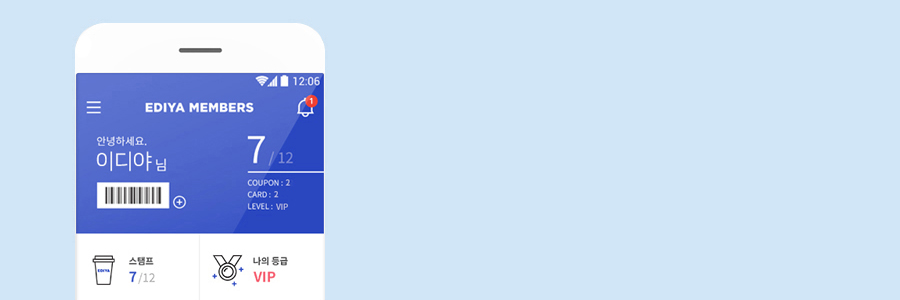 12:06
EDIYA MEMBERS
1
안녕하세요.
이디야 님
7 / 12
COUPON : 2
CARD : 2
LEVEL : VIP
EDIYA
스탬프
7/12
나의 등급
VIP